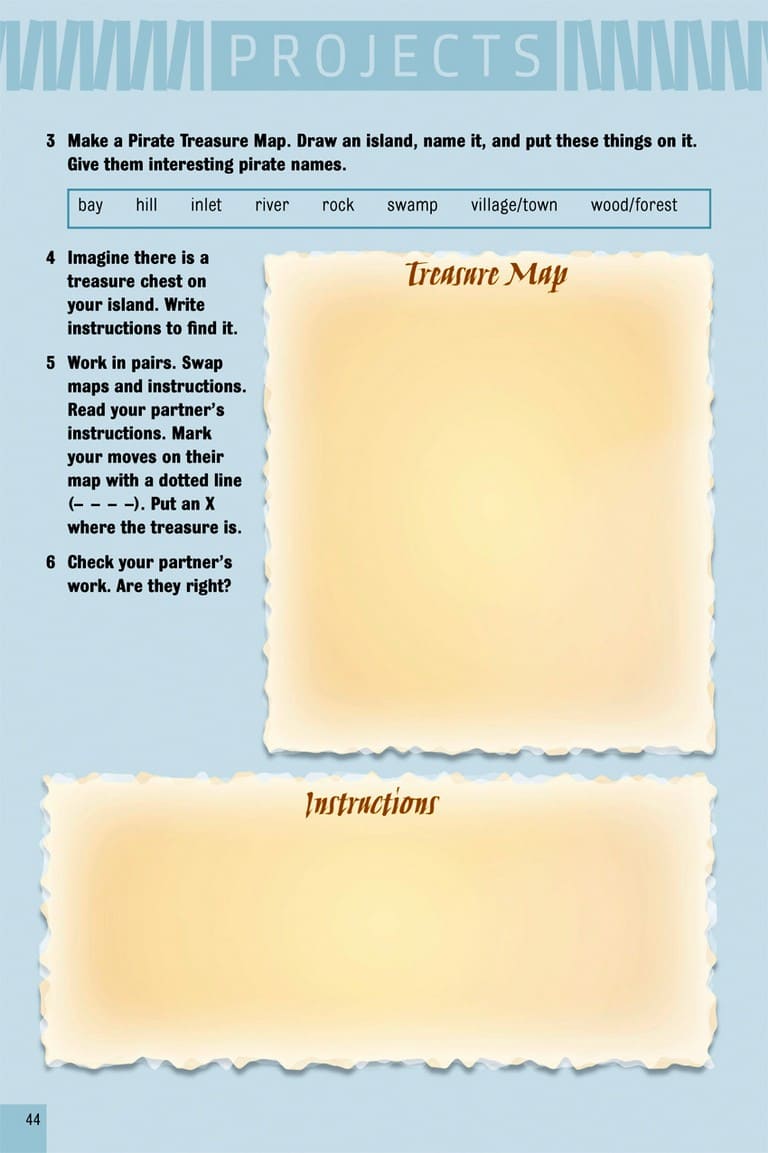 PROJECTS
3 Make a Pirate Treasure Map. Draw an island, name it, and put these things on it.
Give them interesting pirate names.
bay hill inlet river rock swamp village/town wood/forest
4 Imagine there is a
treasure chest on
your island. Write
instructions to find it.
5 Work in pairs. Swap
maps and instructions.
Read your partner's
instructions. Mark
your moves on their
map with a dotted line
(– – – –). Put an X
where the treasure is.
6 Check your partner's
work. Are they right?
Treasure Map
Instructions
44